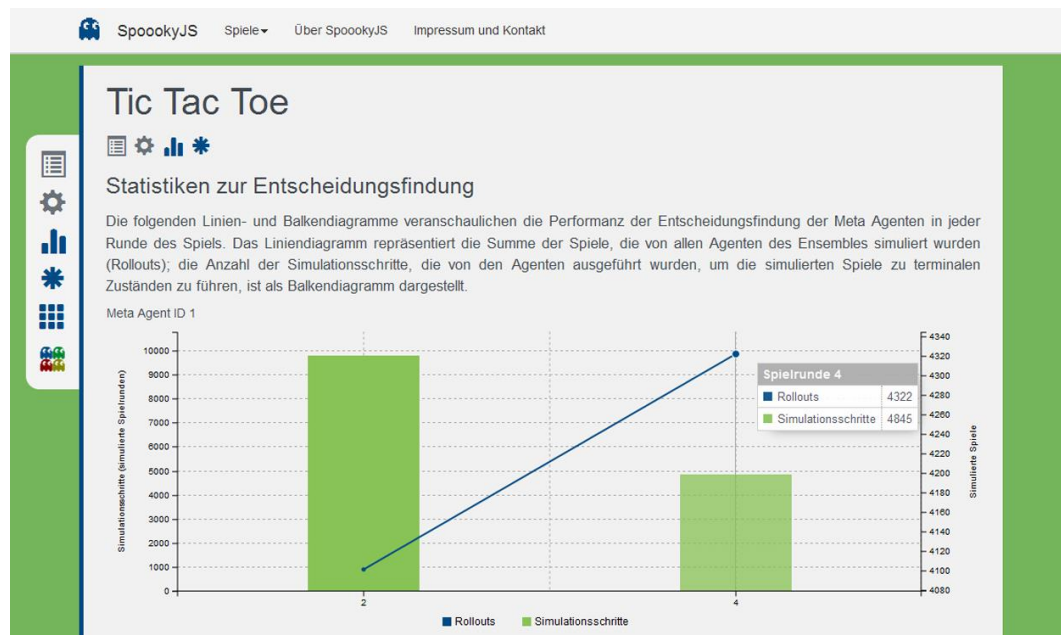 SpoookyJS Spiele Über SpoookyJS Impressum und Kontakt
Tic Tac Toe
Statistiken zur Entscheidungsfindung
Die folgenden Linien- und Balkendiagramme veranschaulichen die Performanz der Entscheidungsfindung der Meta Agenten in jeder
Runde des Spiels. Das Liniendiagramm repräsentiert die Summe der Spiele, die von allen Agenten des Ensembles simuliert wurden
(Rollouts); die Anzahl der Simulationsschritte, die von den Agenten ausgeführt wurden, um die simulierten Spiele zu terminalen
Zuständen zu führen, ist als Balkendiagramm dargestellt.
Meta Agent ID 1
Simulationsschritte (simulierte Spielrunden)
10000
9000
8000
7000
6000
5000
4000
3000
2000
1000
0
2
4
Spielrunde 4
Rollouts 4322
Simulationsschritte 4845
4340
4320
4300
4280
4260
4240
4220
4200
4180
4160
4140
4120
4100
4080
Simulierte Spiele
Rollouts Simulationsschritte